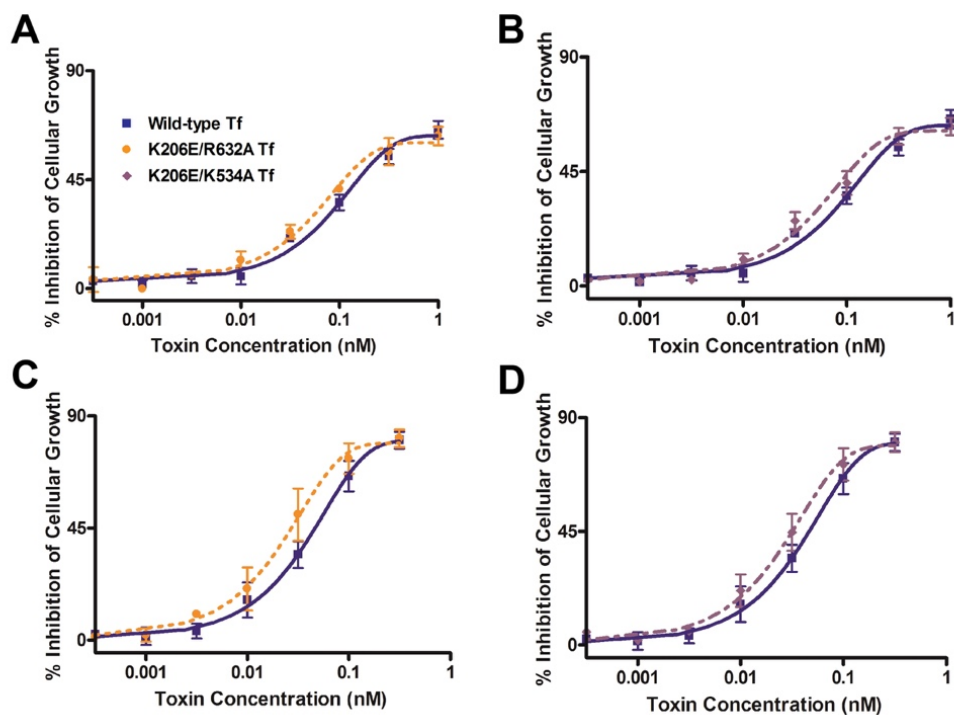 A
% Inhibition of Cellular Growth
90
45
0
Wild-type Tf
K206E/R632A Tf
K206E/K534A Tf
0.001 0.01 0.1 1
Toxin Concentration (nM)
B
% Inhibition of Cellular Growth
90
45
0
0.001 0.01 0.1 1
Toxin Concentration (nM)
C
% Inhibition of Cellular Growth
90
45
0
0.001 0.01 0.1 1
Toxin Concentration (nM)
D
% Inhibition of Cellular Growth
90
45
0
0.001 0.01 0.1 1
Toxin Concentration (nM)